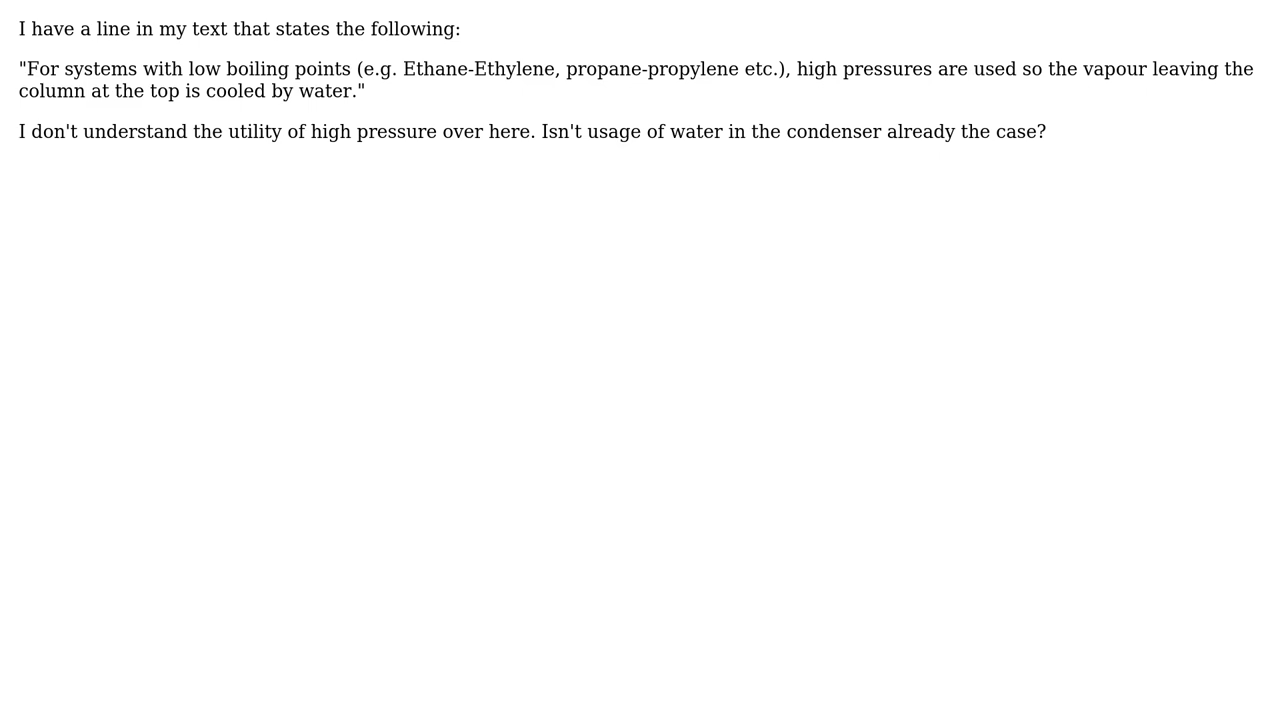 I have a line in my text that states the following:
"For systems with low boiling points (e.g. Ethane-Ethylene, propane-propylene etc.), high pressures are used so the vapour leaving the
column at the top is cooled by water."
I don't understand the utility of high pressure over here. Isn't usage of water in the condenser already the case?